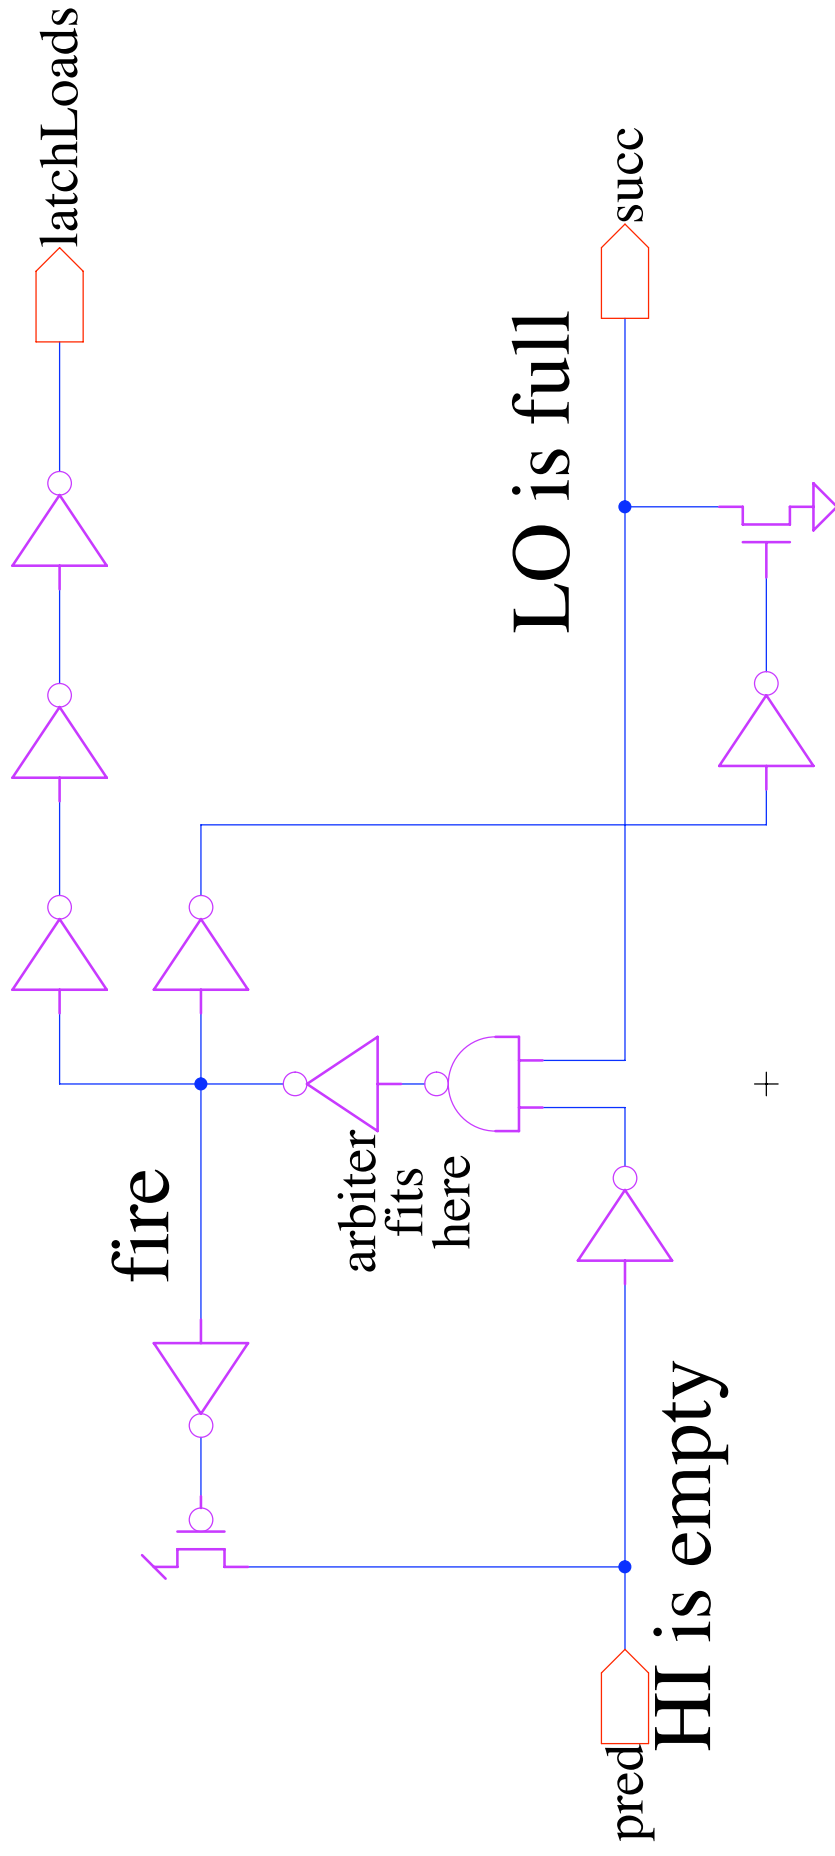 latchLoads
fire
arbiter
fits
here
LO is full
succ
pred
HI is empty